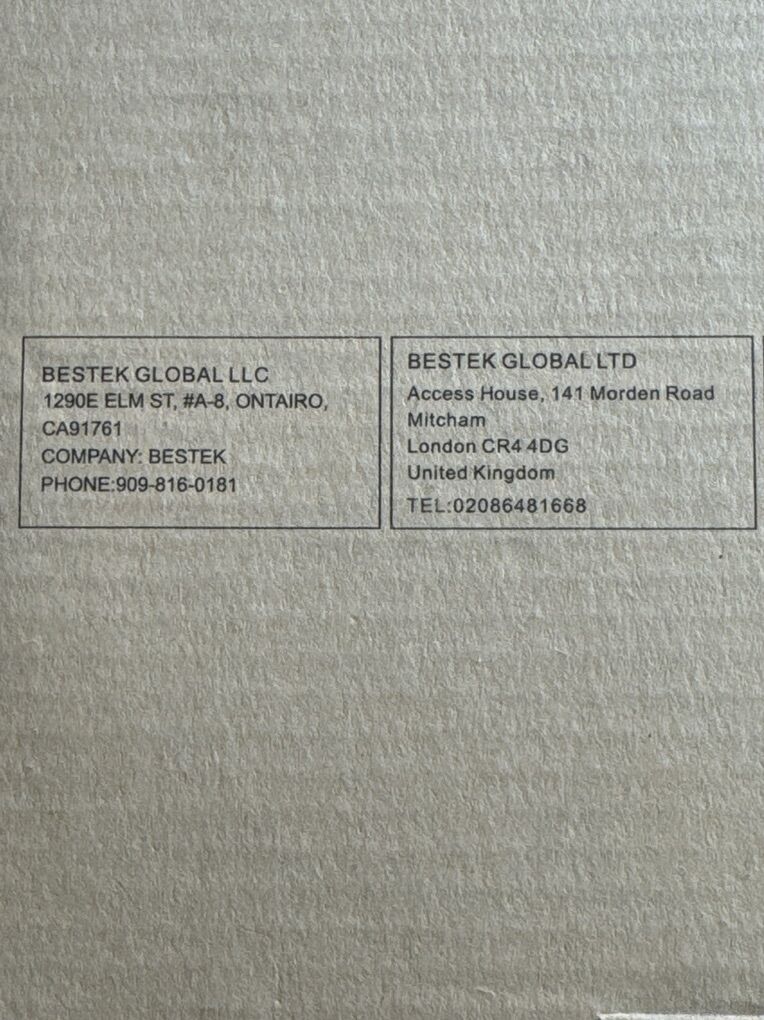 BESTEK GLOBAL LLC
1290E ELM ST, #A-8, ONTAIRO,
CA91761
COMPANY: BESTEK
PHONE:909-816-0181
BESTEK GLOBAL LTD
Access House, 141 Morden Road
Mitcham
London CR4 4DG
United Kingdom
TEL:02086481668